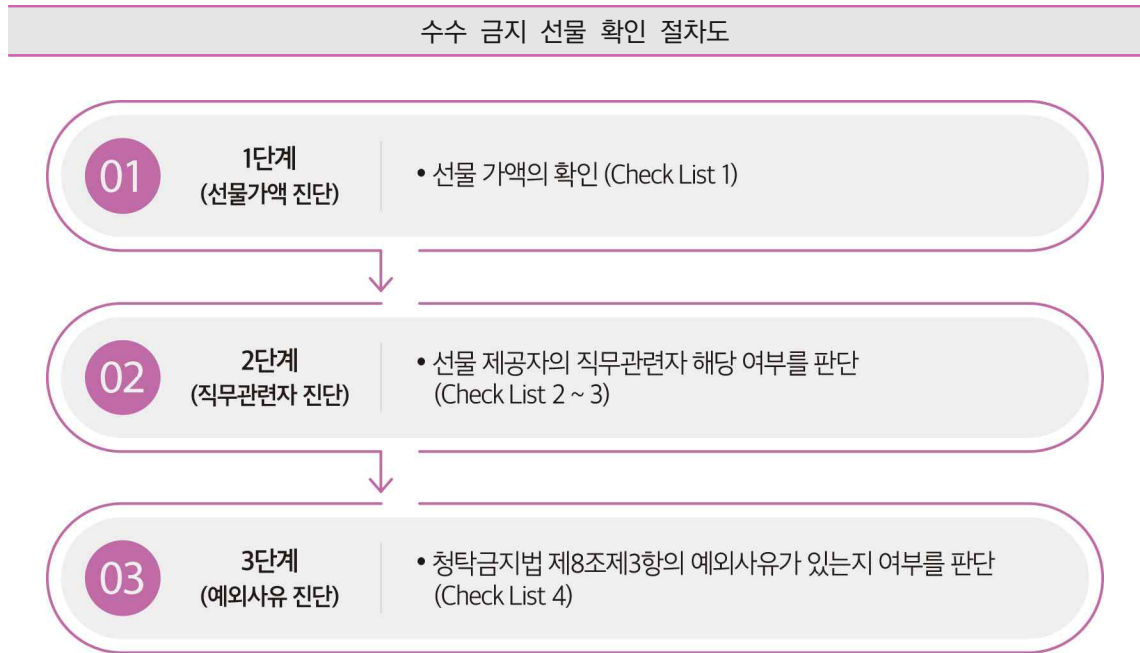 수수 금지 선물 확인 절차도
01
1단계
(선물가액 진단)
• 선물 가액의 확인 (Check List 1)
02
2단계
(직무관련자 진단)
• 선물 제공자의 직무관련자 해당 여부를 판단
(Check List 2 ~ 3)
03
3단계
(예외사유 진단)
• 청탁금지법 제8조제3항의 예외사유가 있는지 여부를 판단
(Check List 4)